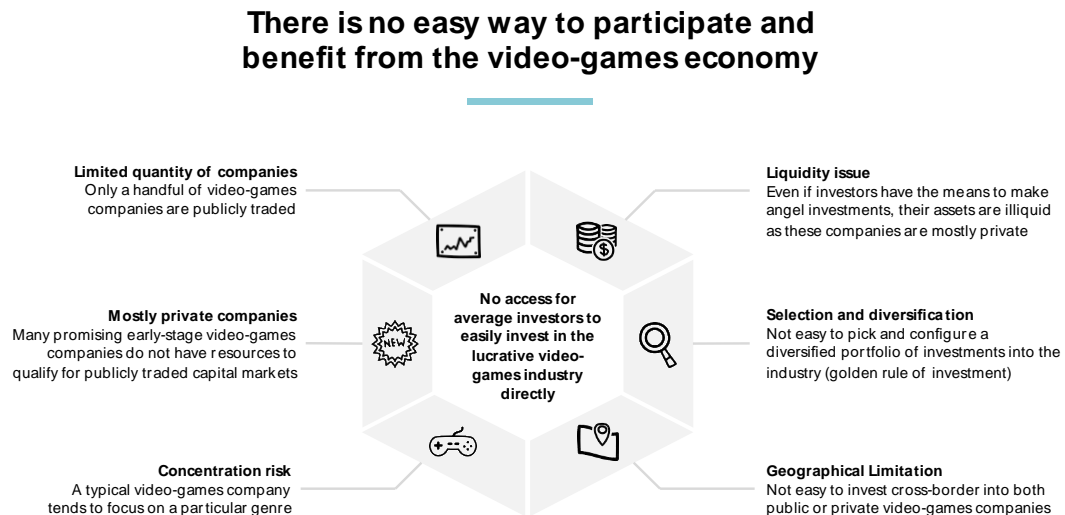 There is no easy way to participate and
benefit from the video-games economy
Limited quantity of companies
Only a handful of video-games
companies are publicly traded
Mostly private companies
Many promising early-stage video-games
companies do not have resources to
qualify for publicly traded capital markets
Concentration risk
A typical video-games company
tends to focus on a particular genre
NEW
$
No access for
average investors to
easily invest in the
lucrative video-
games industry
directly
Liquidity issue
Even if investors have the means to make
angel investments, their assets are illiquid
as these companies are mostly private
Selection and diversification
Not easy to pick and configure a
diversified portfolio of investments into the
industry (golden rule of investment)
Geographical Limitation
Not easy to invest cross-border into both
public or private video-games companies